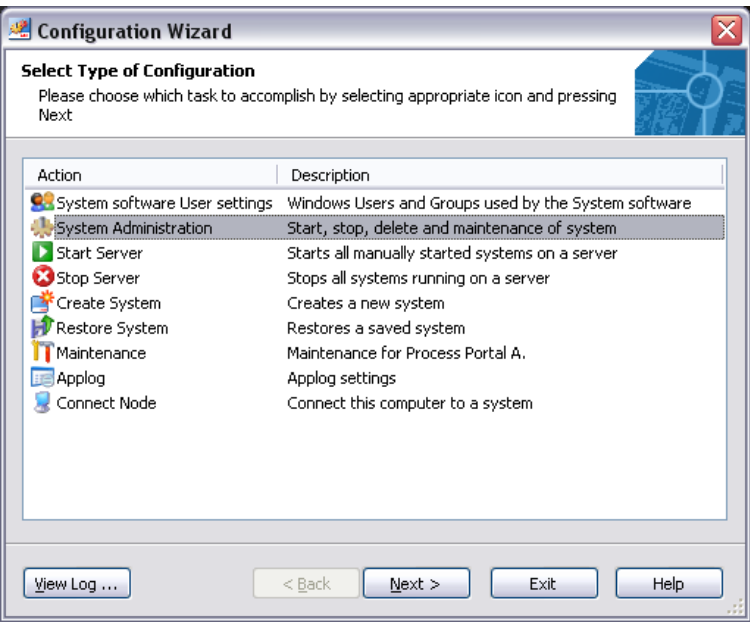 Configuration Wizard
Select Type of Configuration
Please choose which task to accomplish by selecting appropriate icon and pressing
Next
Action Description
System software User settings Windows Users and Groups used by the System software
System Administration Start, stop, delete and maintenance of system
Start Server Starts all manually started systems on a server
Stop Server Stops all systems running on a server
Create System Creates a new system
Restore System Restores a saved system
Maintenance Maintenance for Process Portal A.
Applog Applog settings
Connect Node Connect this computer to a system
View Log ... < Back Next > Exit Help